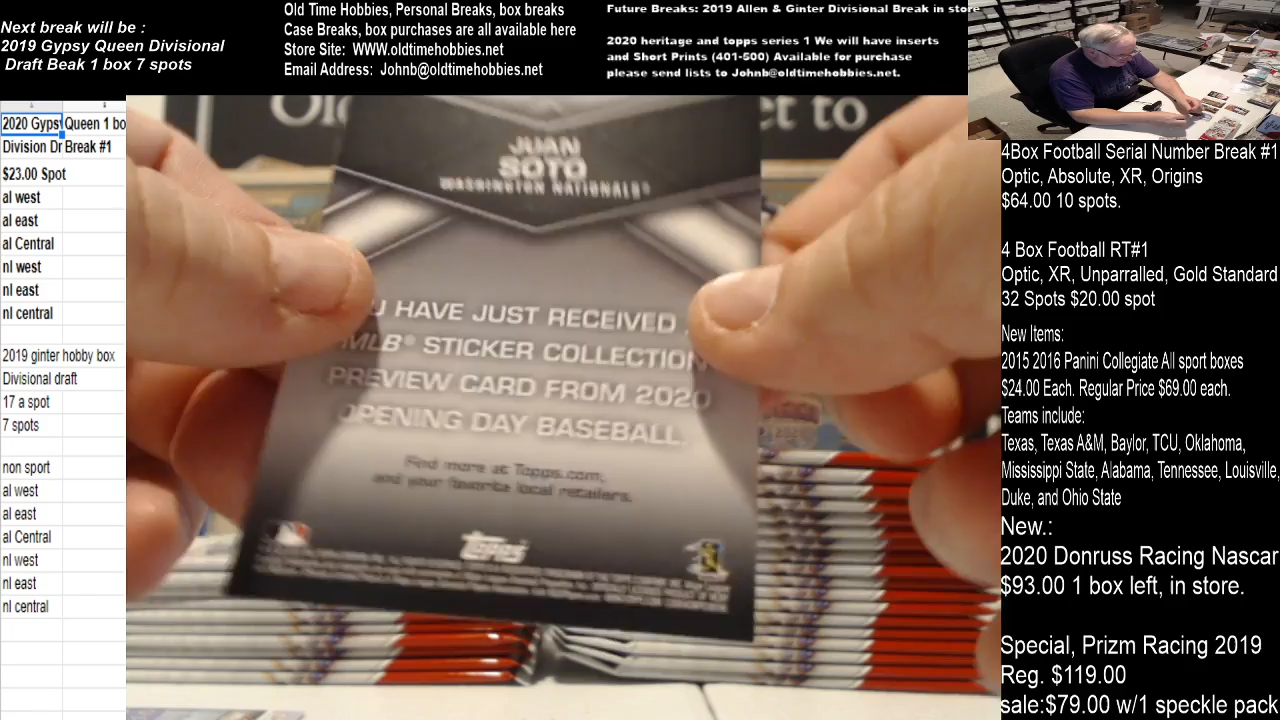 Next break will be :
2019 Gypsy Queen Divisional
Draft Beak 1 box 7 spots
Old Time Hobbies, Personal Breaks, box breaks
Case Breaks, box purchases are all available here
Store Site: WWW.oldtimehobbies.net
Email Address: Johnb@oldtimehobbies.net
Future Breaks: 2019 Allen & Ginter Divisional Break in store
2020 heritage and topps series 1 We will have inserts
and Short Prints (401-500) Available for purchase
please send lists to Johnb@oldtimehobbies.net.
2020 Gypsy Queen 1 bo
Division Dr Break #1
$23.00 Spot
al west
al east
al Central
nl west
nl east
nl central
2019 ginter hobby box
Divisional draft
17 a spot
7 spots
non sport
al west
al east
al Central
nl west
nl east
nl central
JUAN
SOTO
WASHINGTON NATIONALS®
U HAVE JUST RECEIVED
MLB® STICKER COLLECTION
PREVIEW CARD FROM 2020
OPENING DAY BASEBALL.
Find more at Topps.com,
and your favorite local retailers.
topps
4Box Football Serial Number Break #1
Optic, Absolute, XR, Origins
$64.00 10 spots.
4 Box Football RT#1
Optic, XR, Unparralled, Gold Standard
32 Spots $20.00 spot
New Items:
2015 2016 Panini Collegiate All sport boxes
$24.00 Each. Regular Price $69.00 each.
Teams include:
Texas, Texas A&M, Baylor, TCU, Oklahoma,
Mississippi State, Alabama, Tennessee, Louisville,
Duke, and Ohio State
New.:
2020 Donruss Racing Nascar
$93.00 1 box left, in store.
Special, Prizm Racing 2019
Reg. $119.00
sale:$79.00 w/1 speckle pack